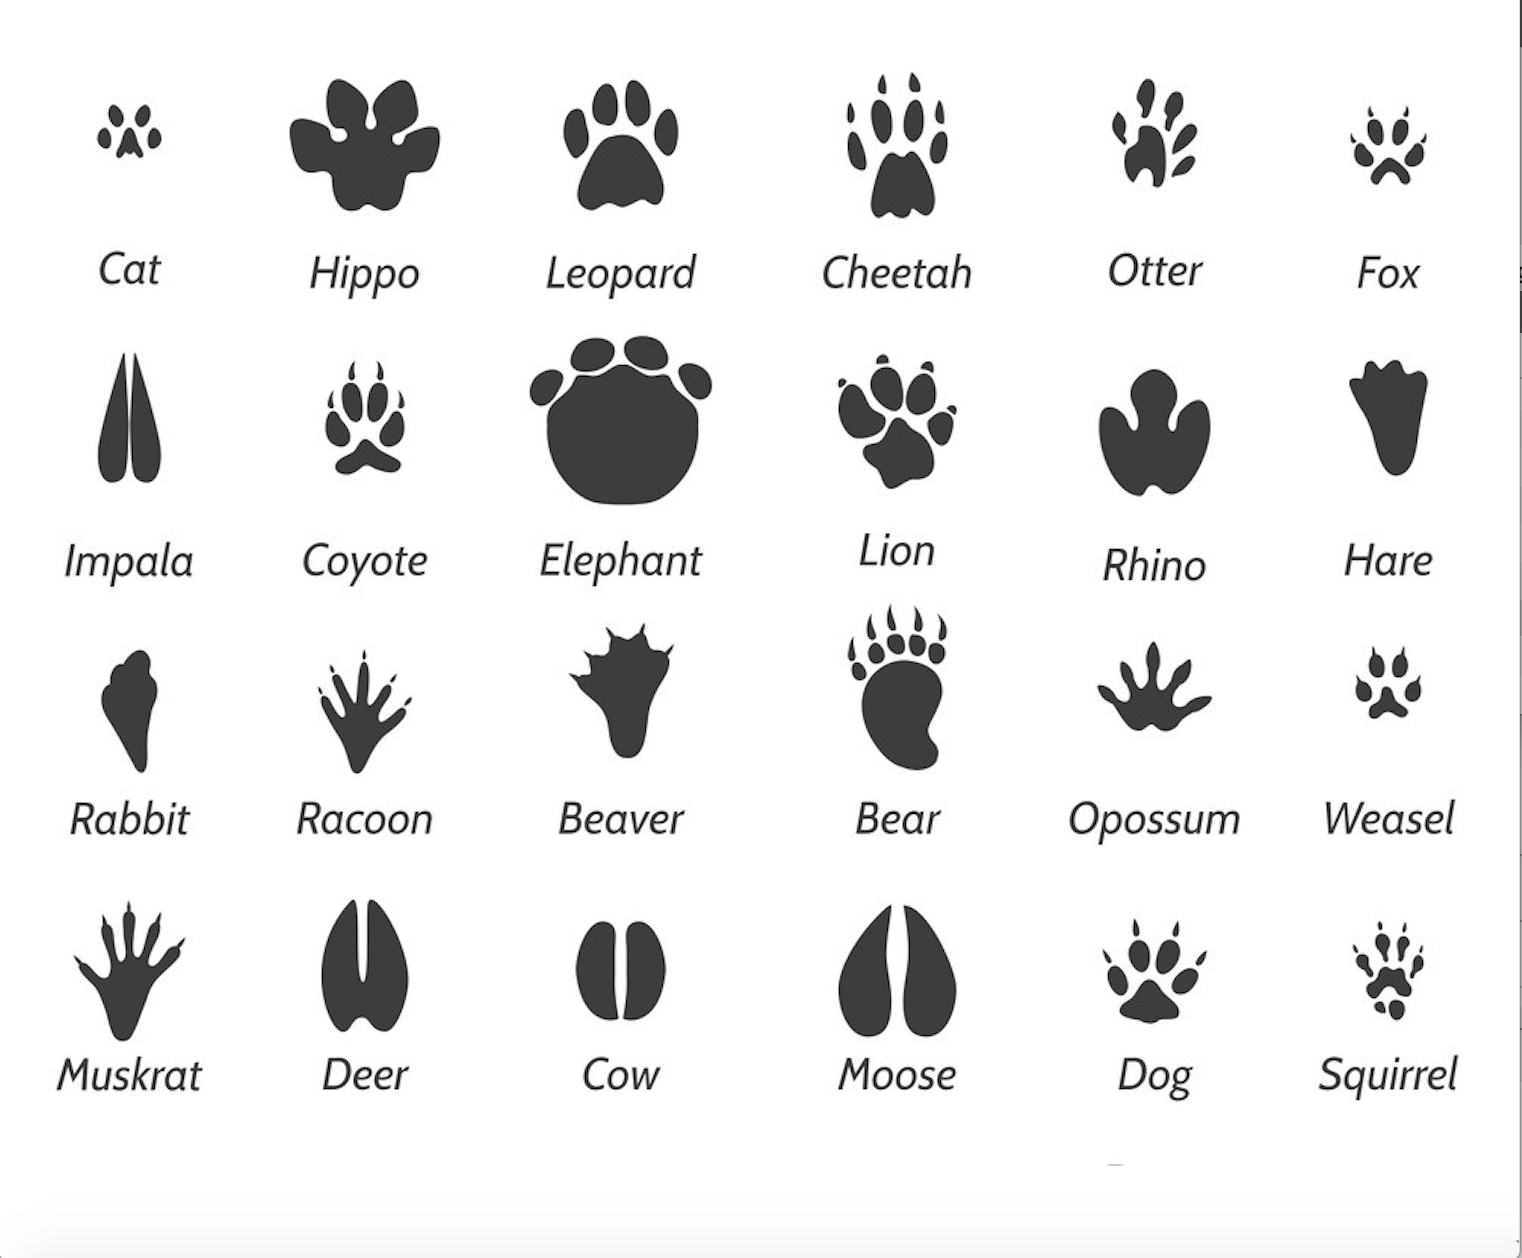 Cat Hippo Leopard Cheetah Otter Fox
Impala Coyote Elephant Lion Rhino Hare
Rabbit Racoon Beaver Bear Opossum Weasel
Muskrat Deer Cow Moose Dog Squirrel